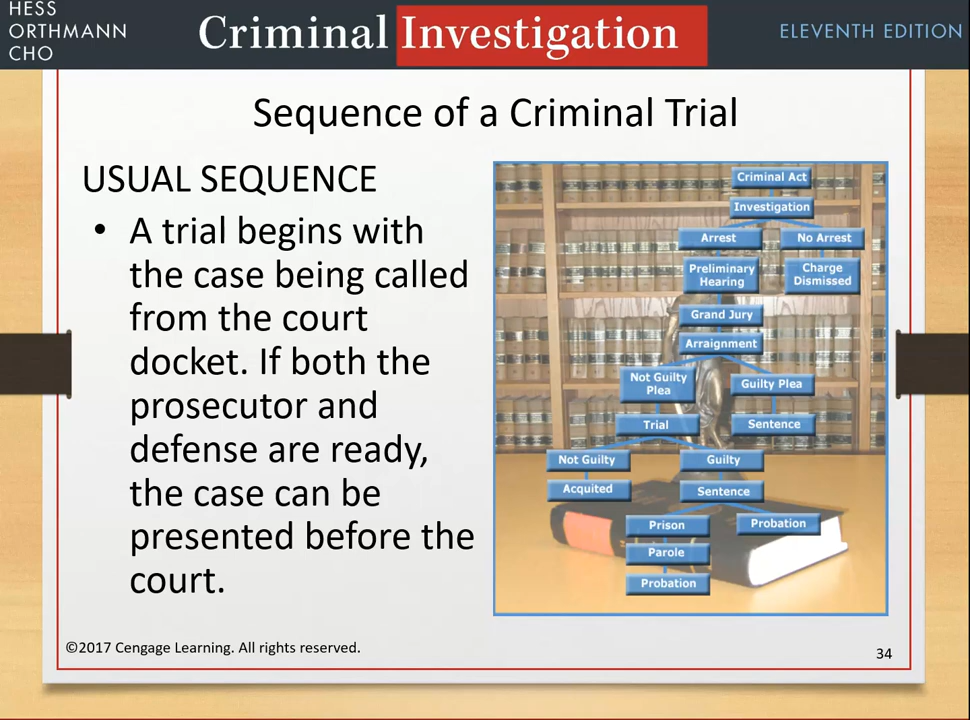 HESS
ORTHMANN
CHO
Criminal Investigation
ELEVENTH EDITION
Sequence of a Criminal Trial
USUAL SEQUENCE
• A trial begins with
the case being called
from the court
docket. If both the
prosecutor and
defense are ready,
the case can be
presented before the
court.
Criminal Act
Investigation
Arrest
No Arrest
Preliminary
Hearing
Charge
Dismissed
Grand Jury
Arraignment
Not Guilty
Plea
Guilty Plea
Trial
Sentence
Not Guilty
Guilty
Acquited
Sentence
Prison
Probation
Parole
Probation
©2017 Cengage Learning. All rights reserved.
34